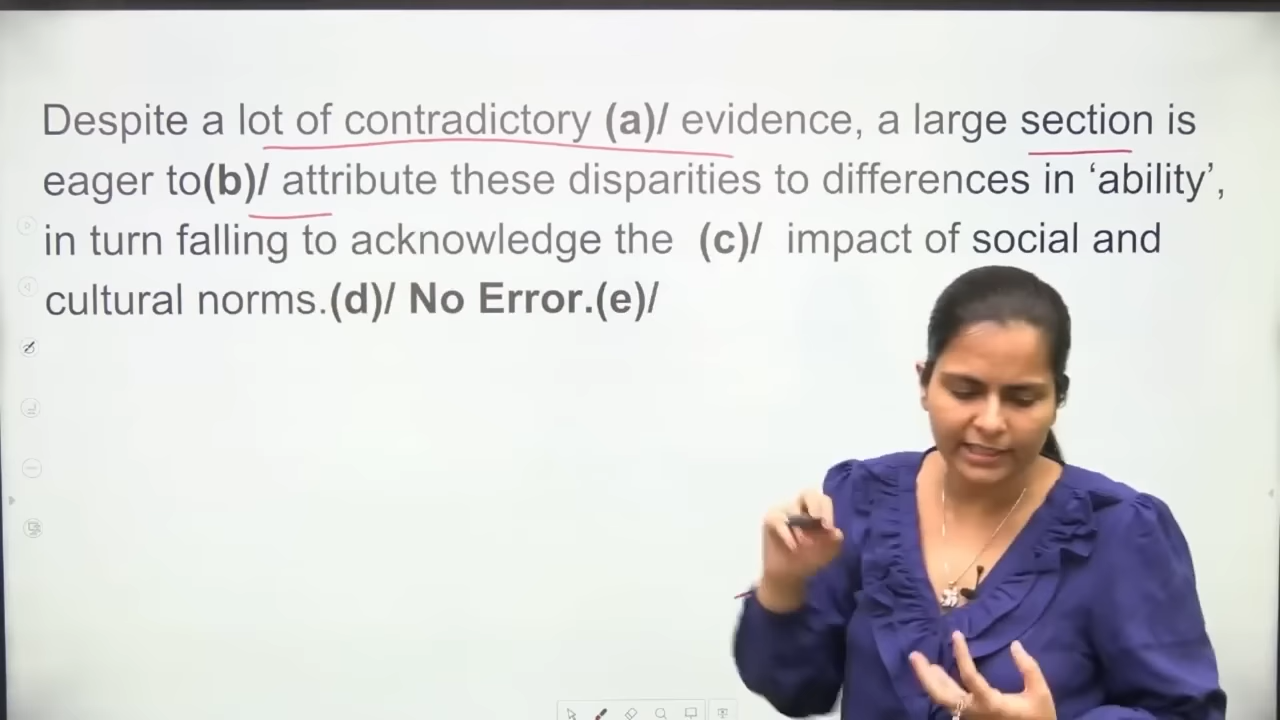 Despite a lot of contradictory (a)/ evidence, a large section is
eager to(b)/ attribute these disparities to differences in ‘ability’,
in turn falling to acknowledge the (c)/ impact of social and
cultural norms.(d)/ No Error.(e)/